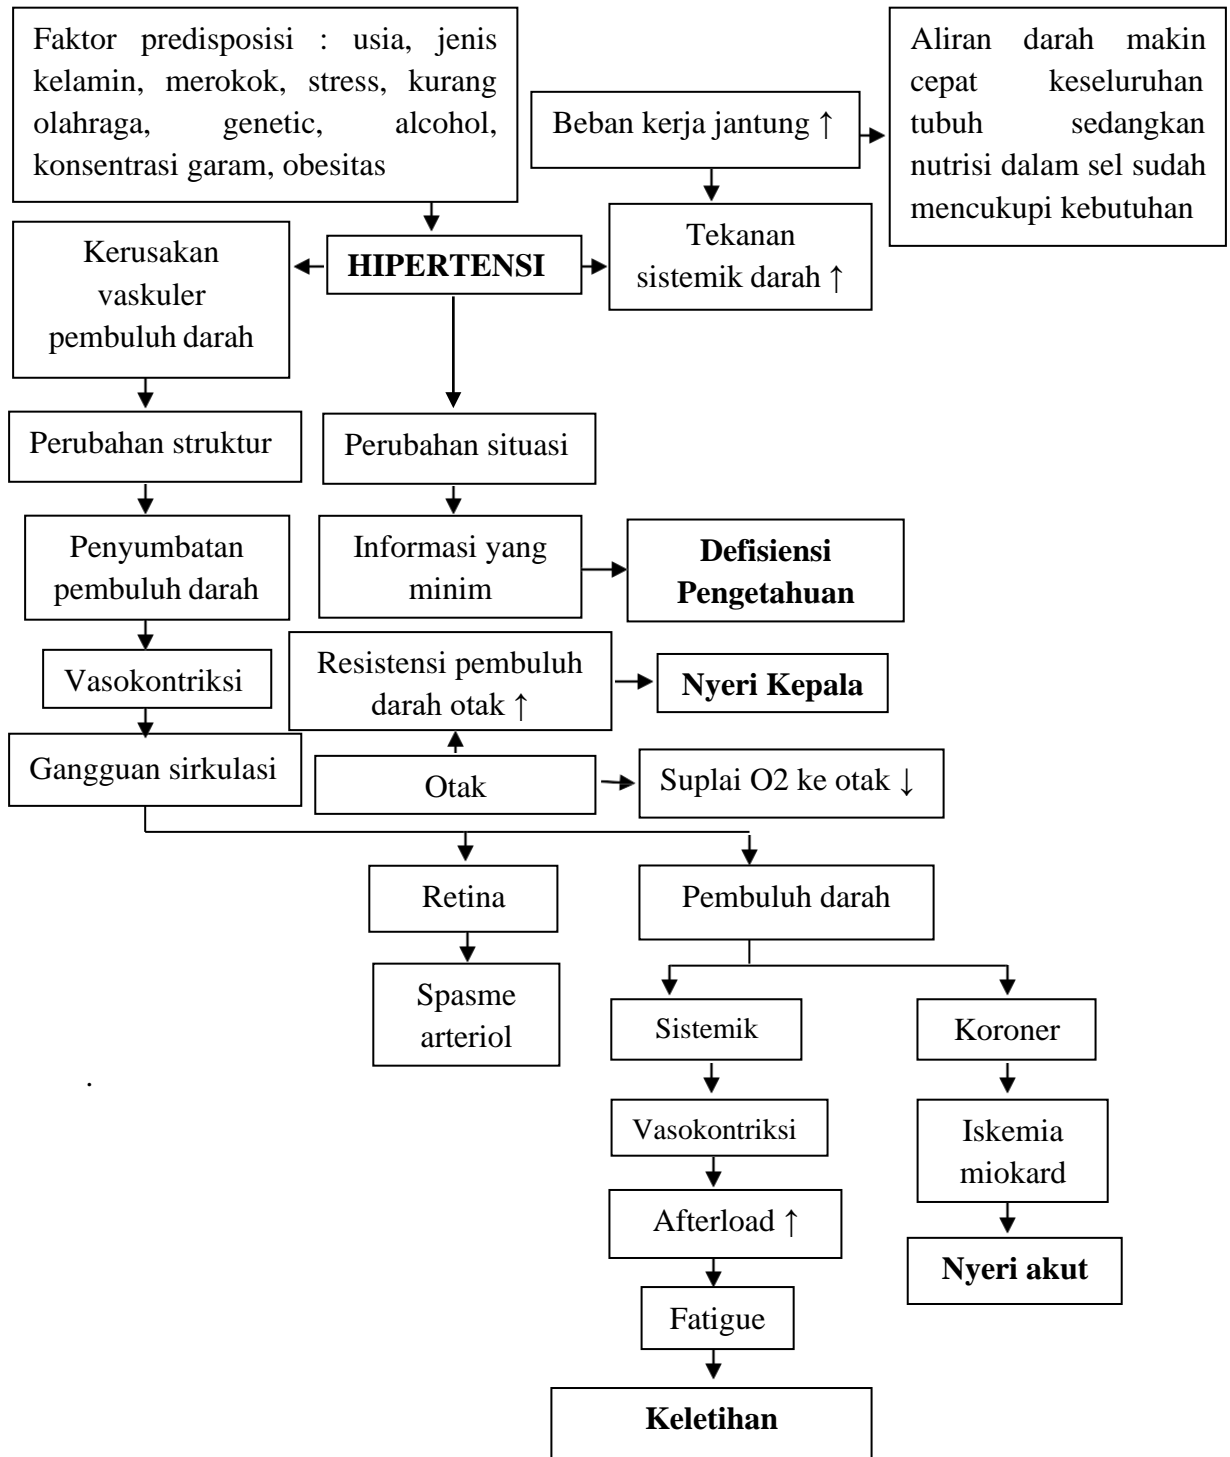 Faktor predisposisi : usia, jenis
kelamin, merokok, stress, kurang
olahraga, genetic, alcohol,
konsentrasi garam, obesitas
Beban kerja jantung ↑
Aliran darah makin
cepat keseluruhan
tubuh sedangkan
nutrisi dalam sel sudah
mencukupi kebutuhan
Kerusakan
vaskuler
pembuluh darah
HIPERTENSI
Tekanan
sistemik darah ↑
Perubahan struktur
Perubahan situasi
Penyumbatan
pembuluh darah
Informasi yang
minim
Defisiensi
Pengetahuan
Vasokontriksi
Resistensi pembuluh
darah otak ↑
Nyeri Kepala
Gangguan sirkulasi
Otak
Suplai O2 ke otak ↓
Retina
Pembuluh darah
Spasme
arteriol
Sistemik
Koroner
.
Vasokontriksi
Iskemia
miokard
Afterload ↑
Nyeri akut
Fatigue
Keletihan